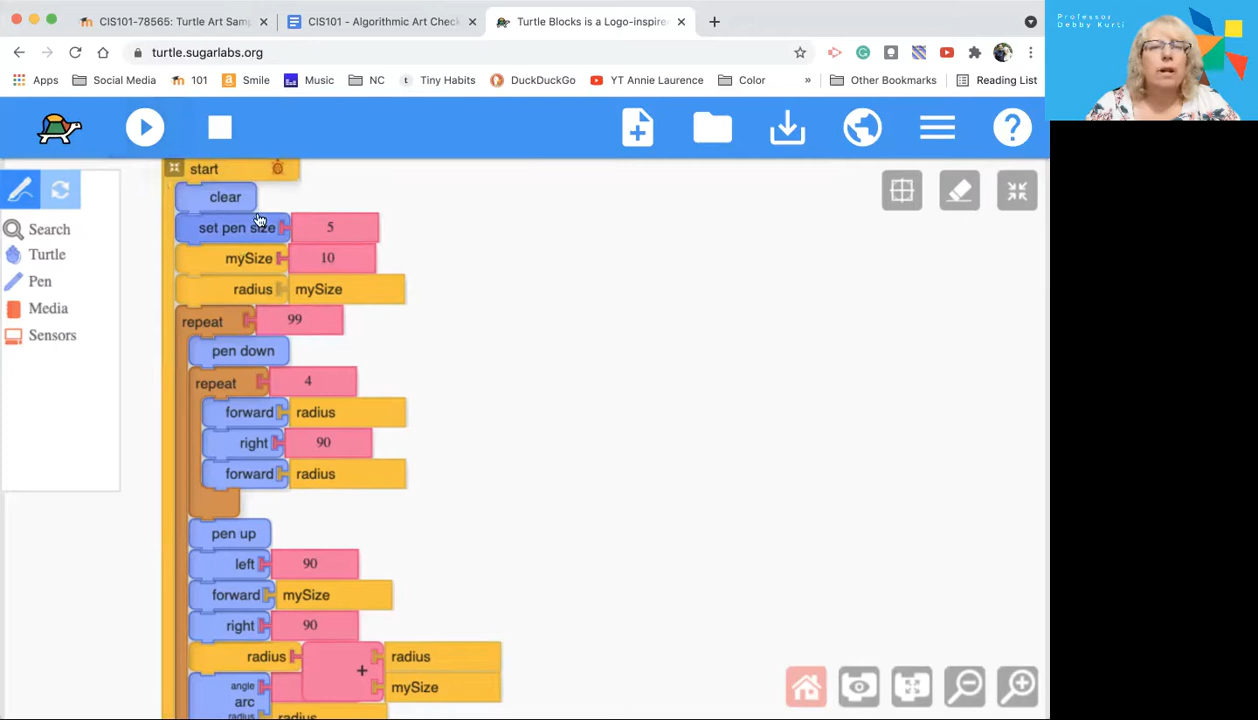 CIS101-78565: Turtle Art Sam
CIS101 - Algorithmic Art Check
Turtle Blocks is a Logo-inspire
turtle.sugarlabs.org
Apps
Social Media
101
Smile
Music
NC
Tiny Habits
DuckDuckGo
YT Annie Laurence
Color
»
Other Bookmarks
Reading List
Professor
Debby Kurti
Search
Turtle
Pen
Media
Sensors
start
clear
set pen size 5
mySize 10
radius mySize
repeat 99
pen down
repeat 4
forward radius
right 90
forward radius
pen up
left 90
forward mySize
right 90
radius + radius
mySize
angle
arc
radius radius